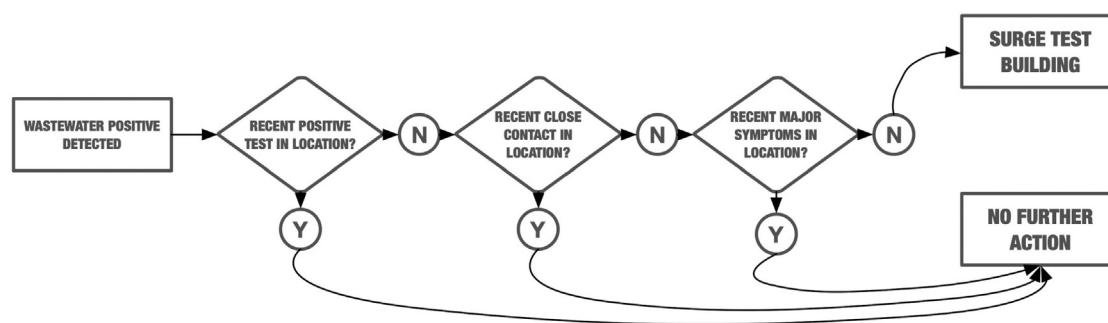 SURGE TEST
BUILDING
WASTEWATER POSITIVE
DETECTED
RECENT POSITIVE
TEST IN LOCATION?
N
RECENT CLOSE
CONTACT IN
LOCATION?
N
RECENT MAJOR
SYMPTOMS IN
LOCATION?
N
Y
Y
Y
NO FURTHER
ACTION